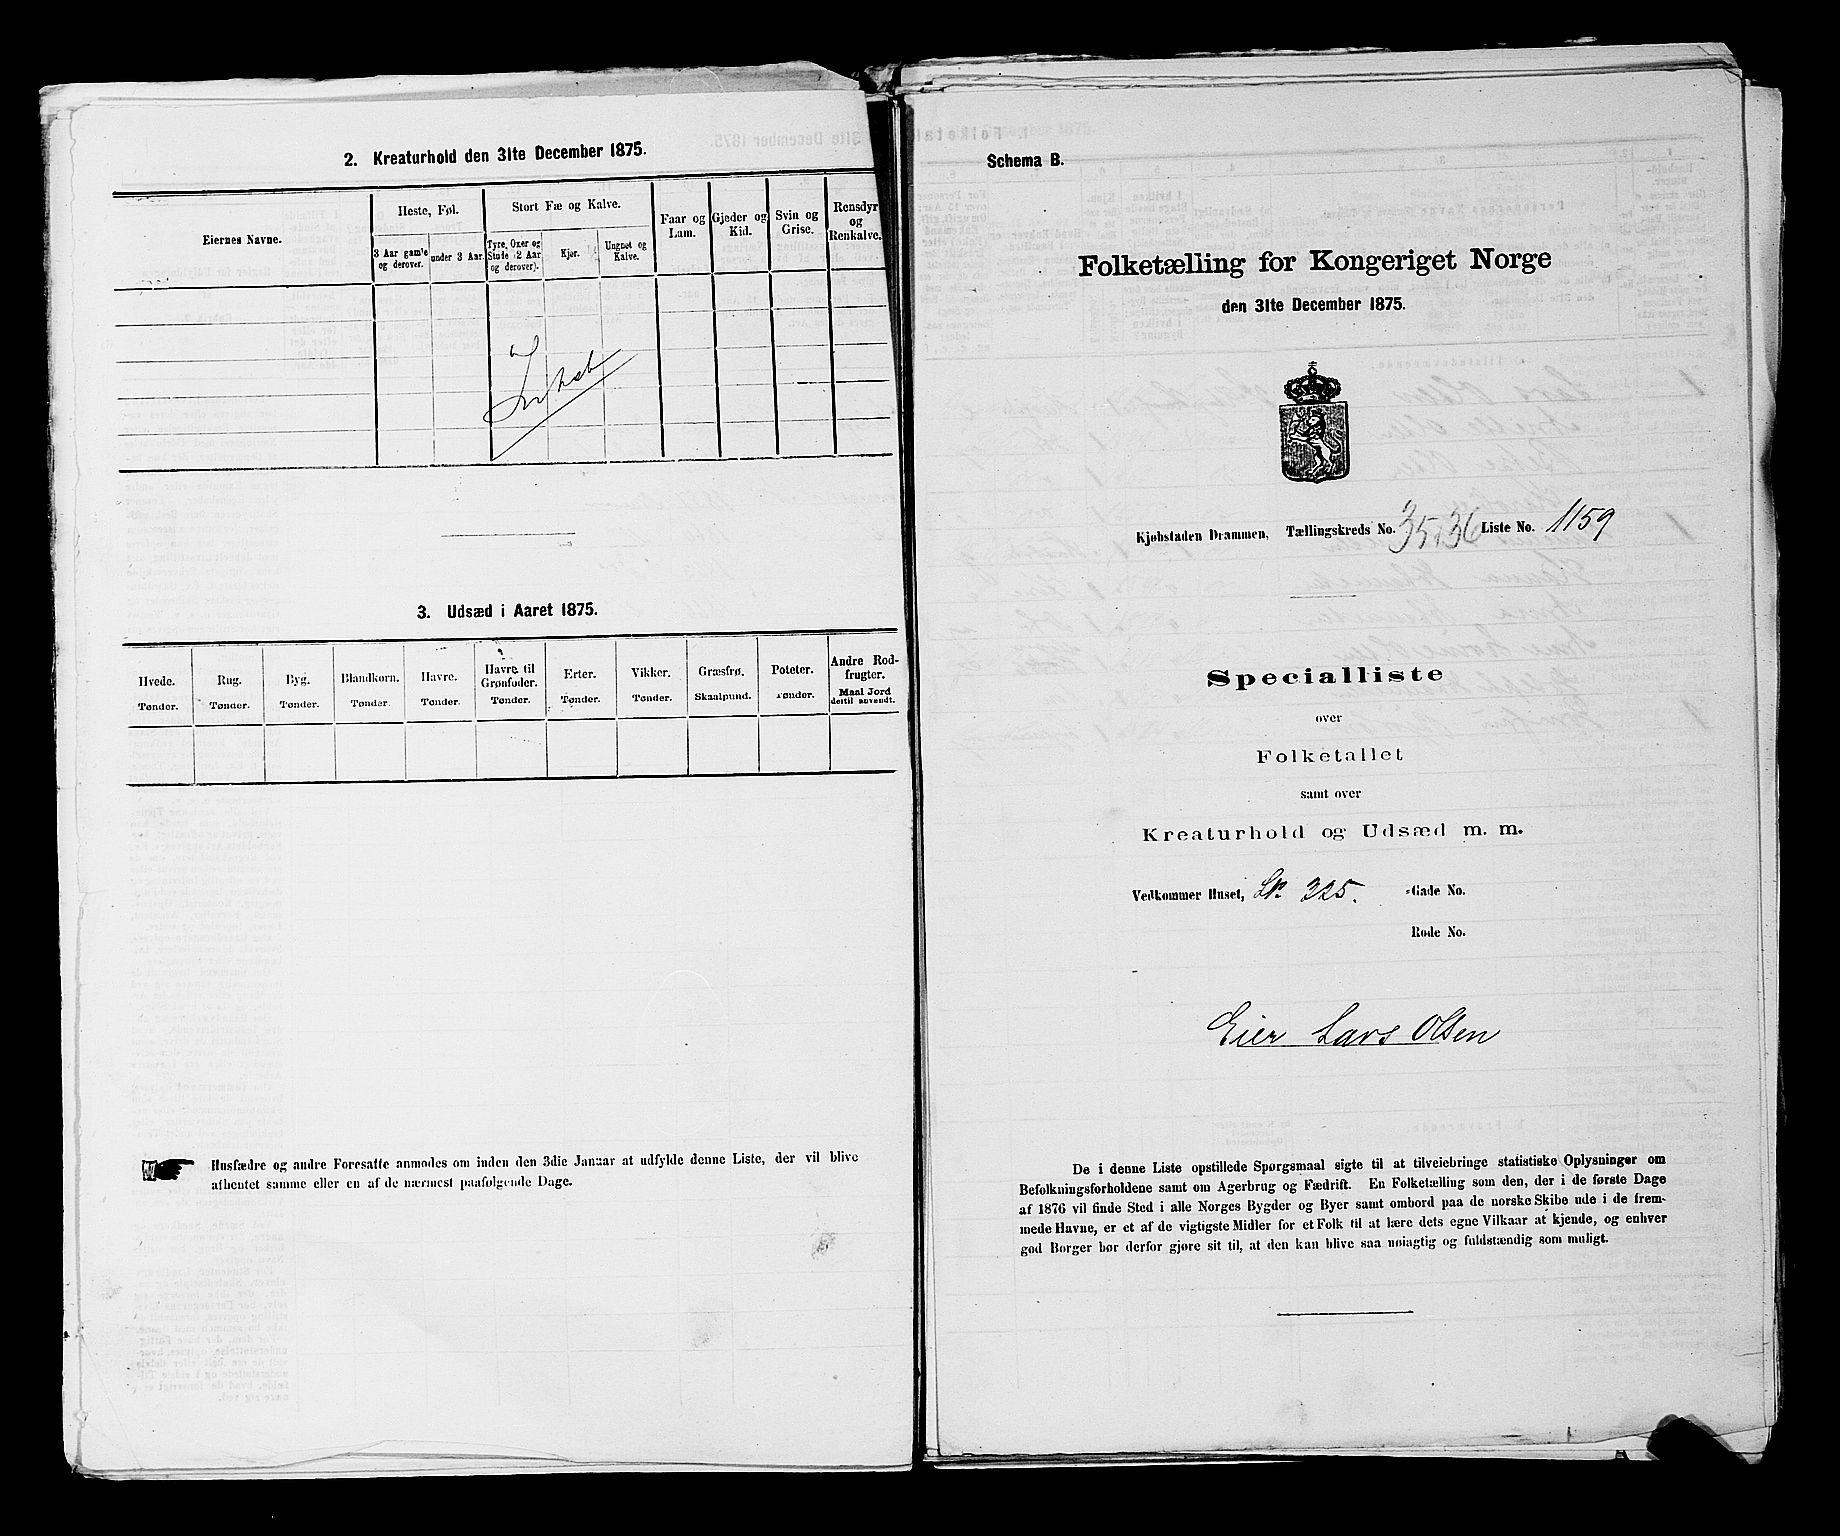 2. Kreaturhold den 31te December 1875.
Eiernes Navne.
Heste, Føl.
3 Aar gamle og derover.
under 3 Aar.
Stort Fæ og Kalve.
Tyre, Oxer og Stude (2 Aar og derover).
Kjør.
Ungnøt og Kalve.
Faar og Lam.
Gjeder og Kid.
Svin og Grise.
Rensdyr og Renkalve.
3. Udsæd i Aaret 1875.
Hvede. Tønder.
Rug. Tønder.
Byg. Tønder.
Blandkorn. Tønder.
Havre. Tønder.
Havre til Grønfoder. Tønder.
Erter. Tønder.
Vikker. Tønder.
Græsfrø. Skaalpund.
Poteter. Tønder.
Andre Rodfrugter. Maal Jord dertil anvendt.
Husfædre og andre Foresatte anmodes om inden den 3die Januar at udfylde denne Liste, der vil blive
afhentet samme eller en af de nærmest paafølgende Dage.
Schema B.
Folketælling for Kongeriget Norge
den 31te December 1875.
Kjøbstaden Drammen, Tællingskreds No. 35,36 Liste No. 1159
Specialliste
over
Folketallet
samt over
Kreaturhold og Udsæd m. m.
Vedkommer Huset, LN 325. -Gade No.
Rode No.
Eier Lars Olsen
De i denne Liste opstillede Spørgsmaal sigte til at tilveiebringe statistiske Oplysninger om
Befolkningsforholdene samt om Agerbrug og Fædrift. En Folketælling som den, der i de første Dage
af 1876 vil finde Sted i alle Norges Bygder og Byer samt ombord paa de norske Skibe ude i de frem-
mede Havne, er et af de vigtigste Midler for et Folk til at lære dets egne Vilkaar at kjende, og enhver
god Borger bør derfor gjøre sit til, at den kan blive saa nøiagtig og fuldstændig som muligt.